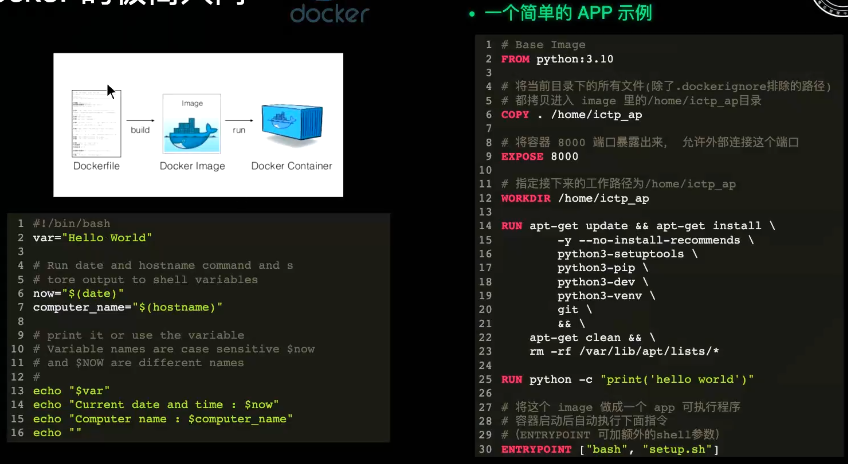 docker
Image
build
run
Dockerfile
Docker Image
Docker Container
1 #!/bin/bash
2 var="Hello World"
3
4 # Run date and hostname command and s
5 # tore output to shell variables
6 now="$(date)"
7 computer_name="$(hostname)"
8
9 # print it or use the variable
10 # Variable names are case sensitive $now
11 # and $NOW are different names
12 #
13 echo "$var"
14 echo "Current date and time : $now"
15 echo "Computer name : $computer_name"
16 echo ""
• 一个简单的 APP 示例
1 # Base Image
2 FROM python:3.10
3
4 # 将当前目录下的所有文件(除了.dockerignore排除的路径)
5 # 都拷贝进入 image 里的/home/ictp_ap目录
6 COPY . /home/ictp_ap
7
8 # 将容器 8000 端口暴露出来, 允许外部连接这个端口
9 EXPOSE 8000
10
11 # 指定接下来的工作路径为/home/ictp_ap
12 WORKDIR /home/ictp_ap
13
14 RUN apt-get update && apt-get install \
15 -y --no-install-recommends \
16 python3-setuptools \
17 python3-pip \
18 python3-dev \
19 python3-venv \
20 git \
21 && \
22 apt-get clean && \
23 rm -rf /var/lib/apt/lists/*
24
25 RUN python -c "print('hello world')"
26
27 # 将这个 image 做成一个 app 可执行程序
28 # 容器启动后自动执行下面指令
29 # (ENTRYPOINT 可加额外的shell参数)
30 ENTRYPOINT ["bash", "setup.sh"]